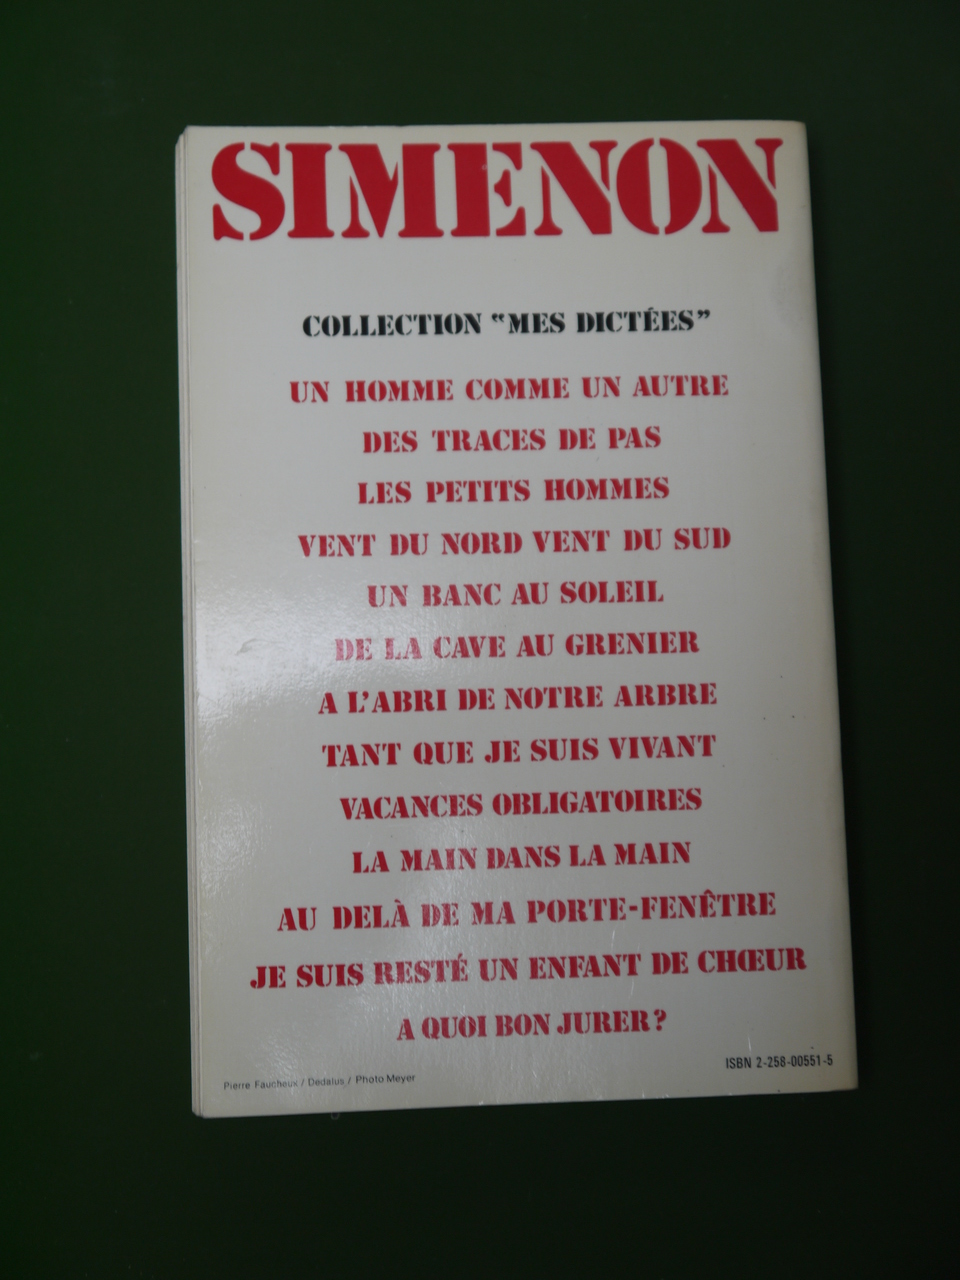 SIMENON
COLLECTION "MES DICTÉES"
UN HOMME COMME UN AUTRE
DES TRACES DE PAS
LES PETITS HOMMES
VENT DU NORD VENT DU SUD
UN BANC AU SOLEIL
DE LA CAVE AU GRENIER
A L'ABRI DE NOTRE ARBRE
TANT QUE JE SUIS VIVANT
VACANCES OBLIGATOIRES
LA MAIN DANS LA MAIN
AU DELÀ DE MA PORTE-FENÊTRE
JE SUIS RESTÉ UN ENFANT DE CHŒUR
A QUOI BON JURER?
ISBN 2-258-00551-5
Pierre Faucheux / Dedalus / Photo Meyer